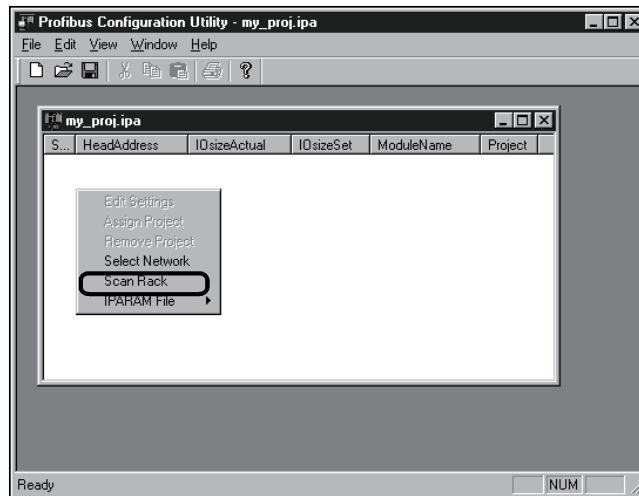 Profibus Configuration Utility - my_proj.ipa
File Edit View Window Help
my_proj.ipa
S... HeadAddress IOsizeActual IOsizeSet ModuleName Project
Edit Settings
Assign Project
Remove Project
Select Network
Scan Rack
IPARAM File
Ready NUM